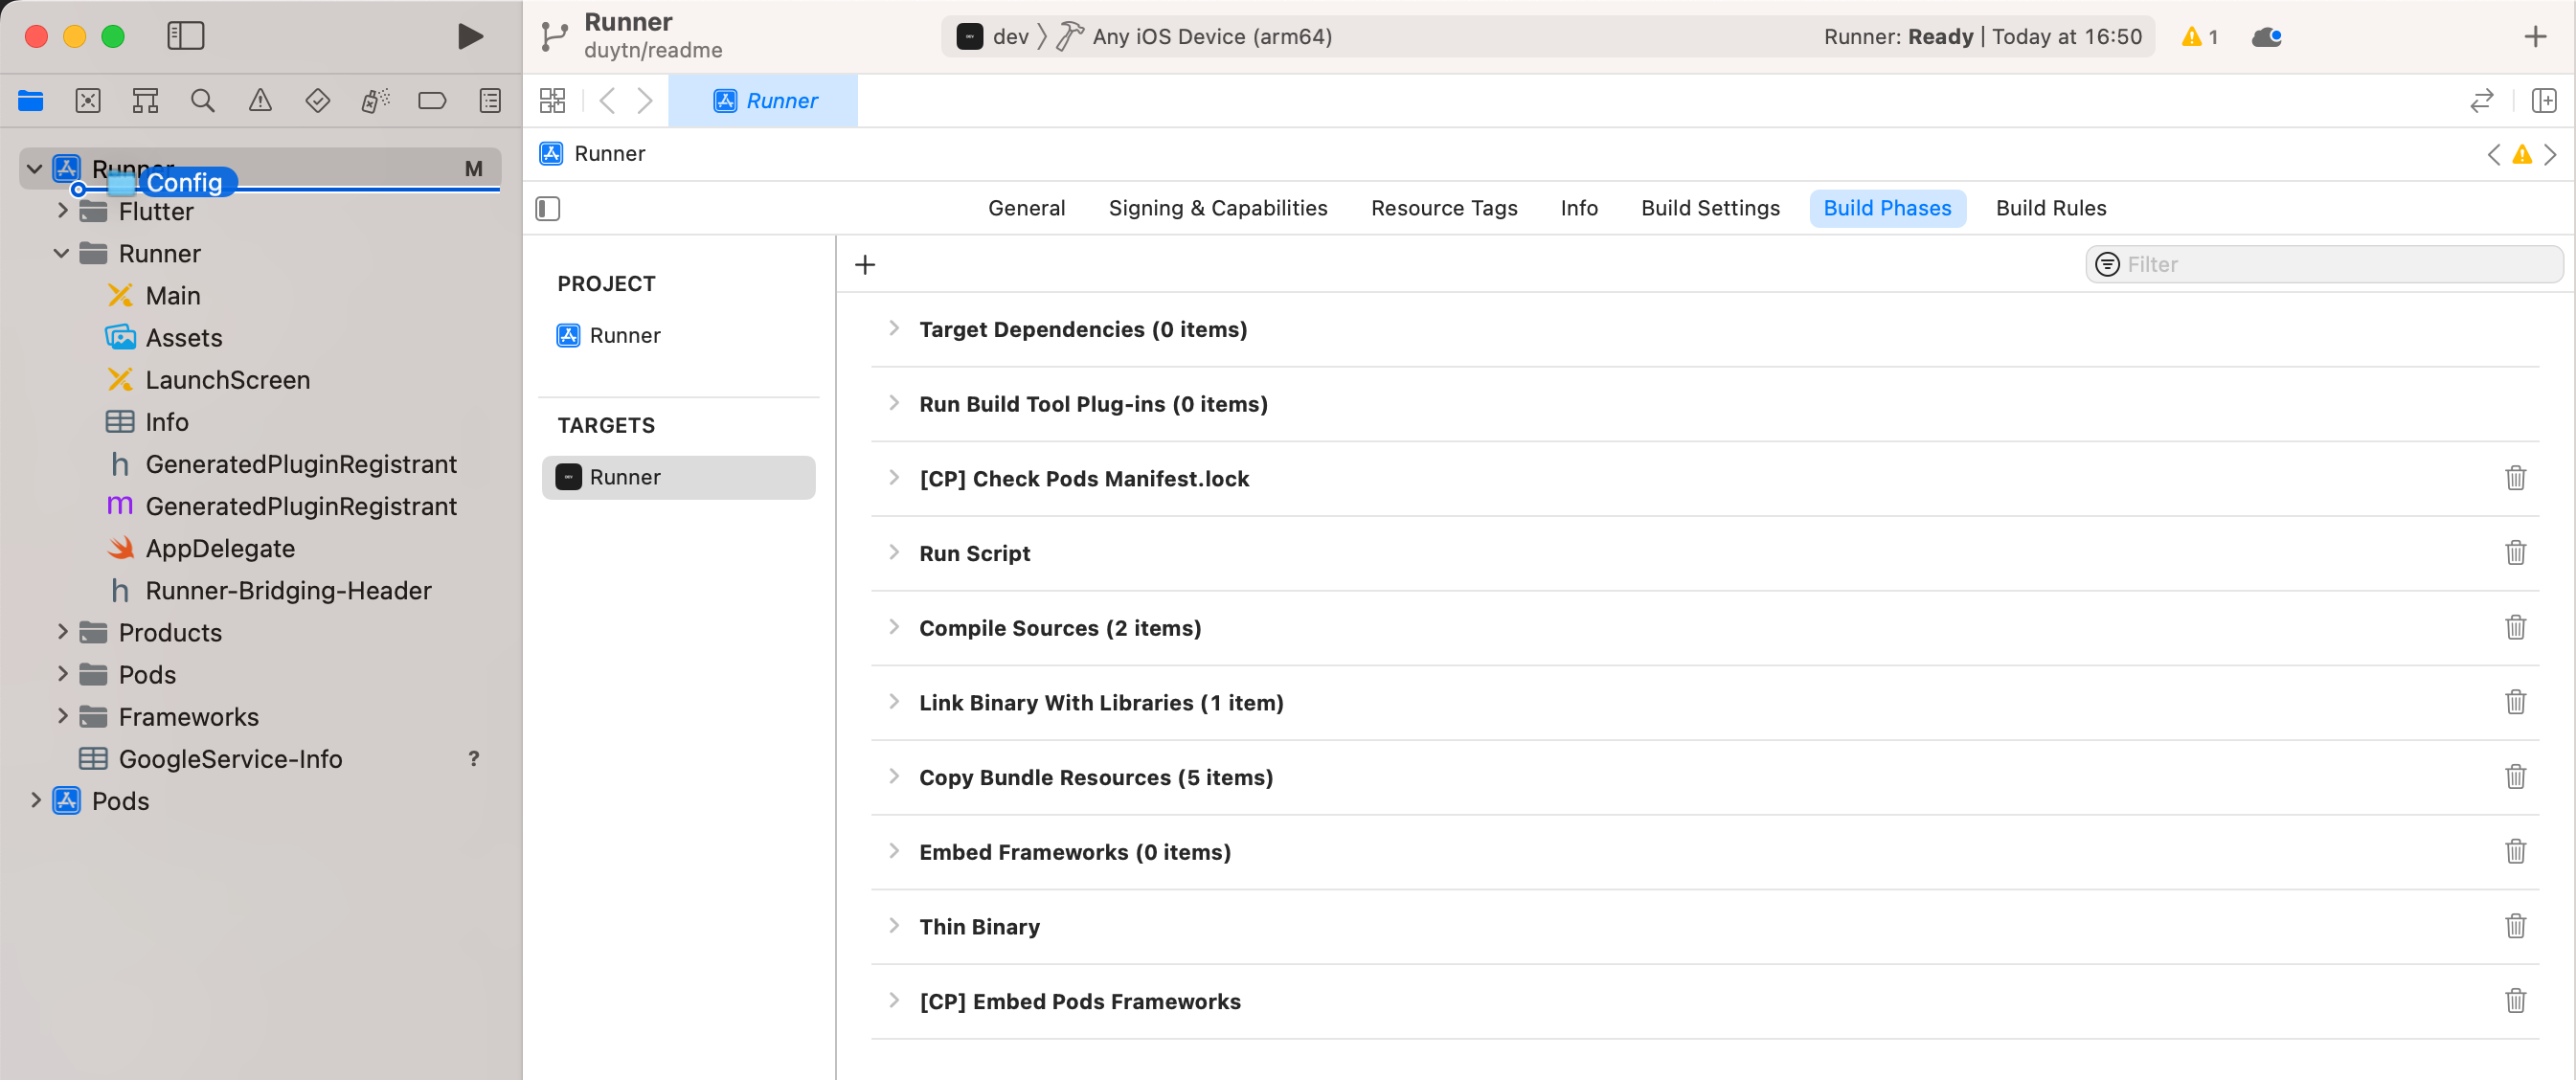 Runner
duytn/readme
dev
Any iOS Device (arm64)
Runner: Ready | Today at 16:50
1
Runner
Runner
General
Signing & Capabilities
Resource Tags
Info
Build Settings
Build Phases
Build Rules
Runner
M
Config
Flutter
Runner
Main
Assets
LaunchScreen
Info
h GeneratedPluginRegistrant
m GeneratedPluginRegistrant
AppDelegate
h Runner-Bridging-Header
Products
Pods
Frameworks
GoogleService-Info
?
Pods
PROJECT
Runner
TARGETS
Runner
Filter
Target Dependencies (0 items)
Run Build Tool Plug-ins (0 items)
[CP] Check Pods Manifest.lock
Run Script
Compile Sources (2 items)
Link Binary With Libraries (1 item)
Copy Bundle Resources (5 items)
Embed Frameworks (0 items)
Thin Binary
[CP] Embed Pods Frameworks